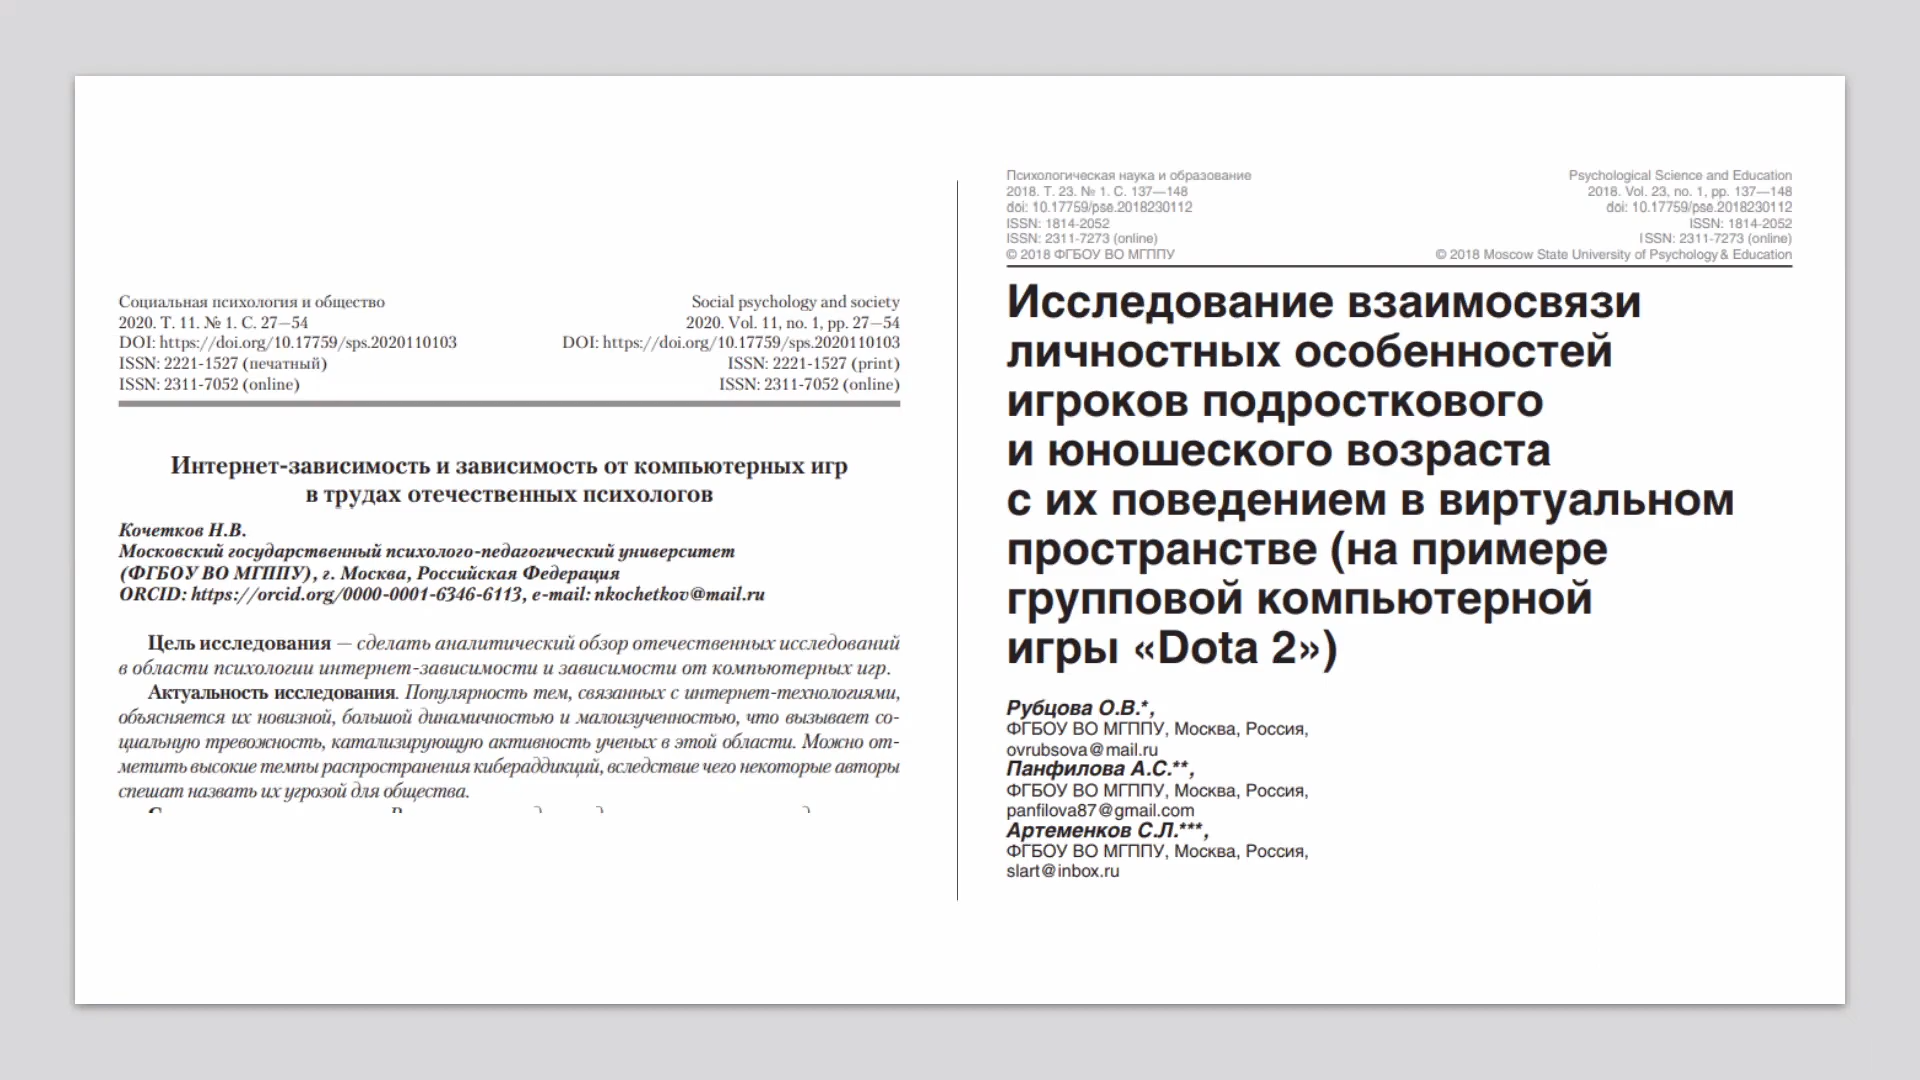 Социальная психология и общество
2020. Т. 11. № 1. С. 27—54
DOI: https://doi.org/10.17759/sps.2020110103
ISSN: 2221-1527 (печатный)
ISSN: 2311-7052 (online)
Social psychology and society
2020. Vol. 11, no. 1, pp. 27—54
DOI: https://doi.org/10.17759/sps.2020110103
ISSN: 2221-1527 (print)
ISSN: 2311-7052 (online)
Интернет-зависимость и зависимость от компьютерных игр
в трудах отечественных психологов
Кочетков Н.В.
Московский государственный психолого-педагогический университет
(ФГБОУ ВО МГППУ), г. Москва, Российская Федерация
ORCID: https://orcid.org/0000-0001-6346-6113, e-mail: nkochetkov@mail.ru
Цель исследования — сделать аналитический обзор отечественных исследований
в области психологии интернет-зависимости и зависимости от компьютерных игр.
Актуальность исследования. Популярность тем, связанных с интернет-технологиями,
объясняется их новизной, большой динамичностью и малоизученностью, что вызывает со-
циальную тревожность, катализирующую активность ученых в этой области. Можно от-
метить высокие темпы распространения кибераддикций, вследствие чего некоторые авторы
спешат назвать их угрозой для общества.
Психологическая наука и образование
2018. Т. 23. № 1. С. 137—148
doi: 10.17759/pse.2018230112
ISSN: 1814-2052
ISSN: 2311-7273 (online)
© 2018 ФГБОУ ВО МГППУ
Psychological Science and Education
2018. Vol. 23, no. 1, pp. 137—148
doi: 10.17759/pse.2018230112
ISSN: 1814-2052
ISSN: 2311-7273 (online)
© 2018 Moscow State University of Psychology & Education
Исследование взаимосвязи
личностных особенностей
игроков подросткового
и юношеского возраста
с их поведением в виртуальном
пространстве (на примере
групповой компьютерной
игры «Dota 2»)
Рубцова О.В.*,
ФГБОУ ВО МГППУ, Москва, Россия,
ovrubsova@mail.ru
Панфилова А.С.**,
ФГБОУ ВО МГППУ, Москва, Россия,
panfilova87@gmail.com
Артеменков С.Л.***,
ФГБОУ ВО МГППУ, Москва, Россия,
slart@inbox.ru